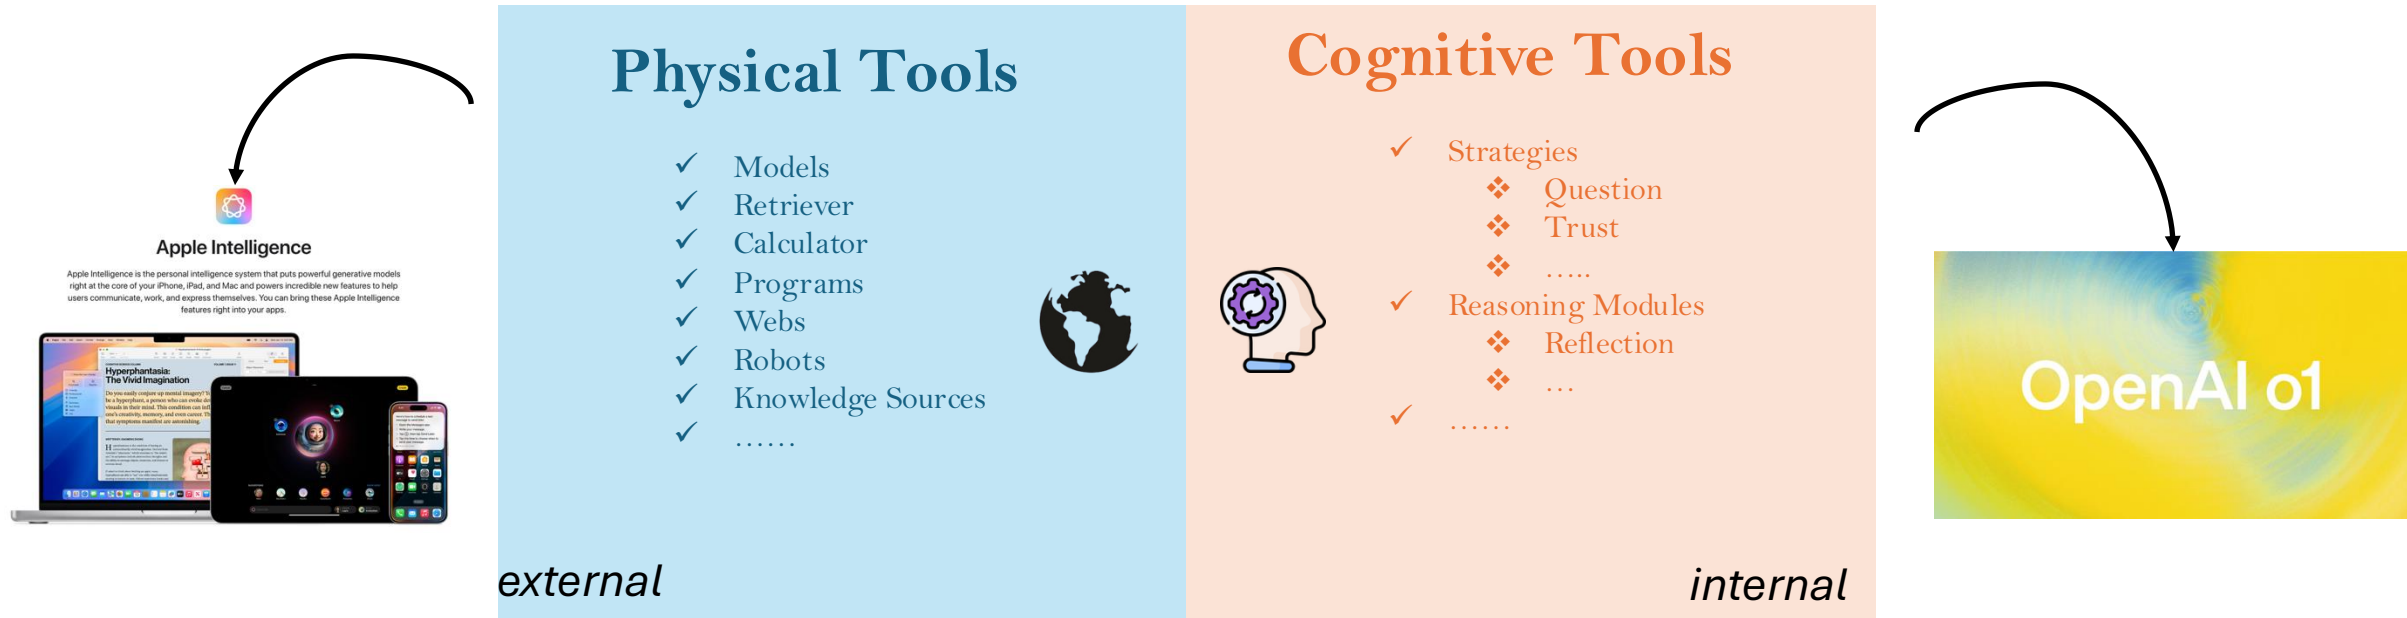 Apple Intelligence
Apple Intelligence is the personal intelligence system that puts powerful generative models
right at the core of your iPhone, iPad, and Mac and powers incredible new features to help
users communicate, work, and express themselves. You can bring these Apple Intelligence
features right into your apps.
Hyperphantasia:
The Vivid Imagination
Physical Tools
Models
Retriever
Calculator
Programs
Webs
Robots
Knowledge Sources
......
external
Cognitive Tools
Strategies
Question
Trust
.....
Reasoning Modules
Reflection
...
......
internal
OpenAI o1